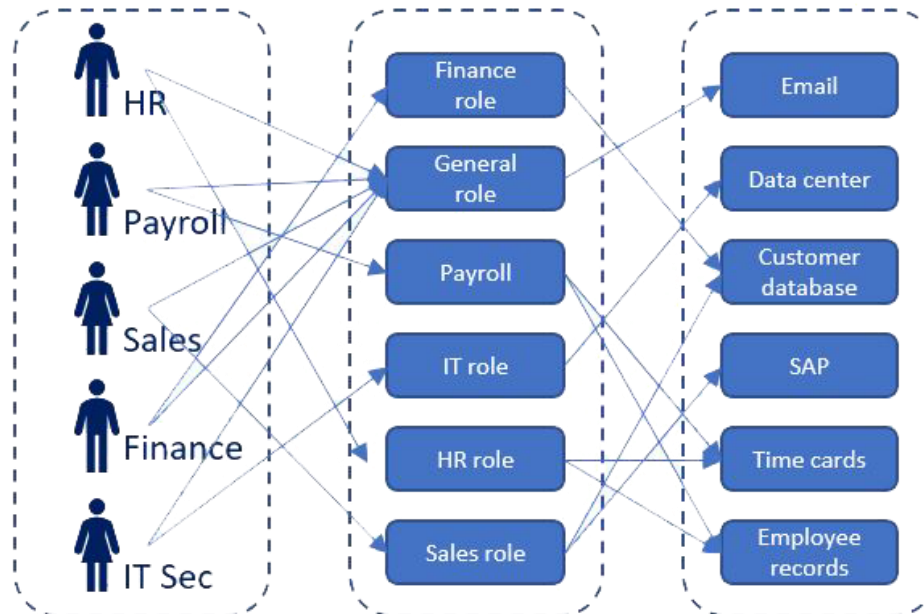 HR
Payroll
Sales
Finance
IT Sec
Finance
role
General
role
Payroll
IT role
HR role
Sales role
Email
Data center
Customer
database
SAP
Time cards
Employee
records